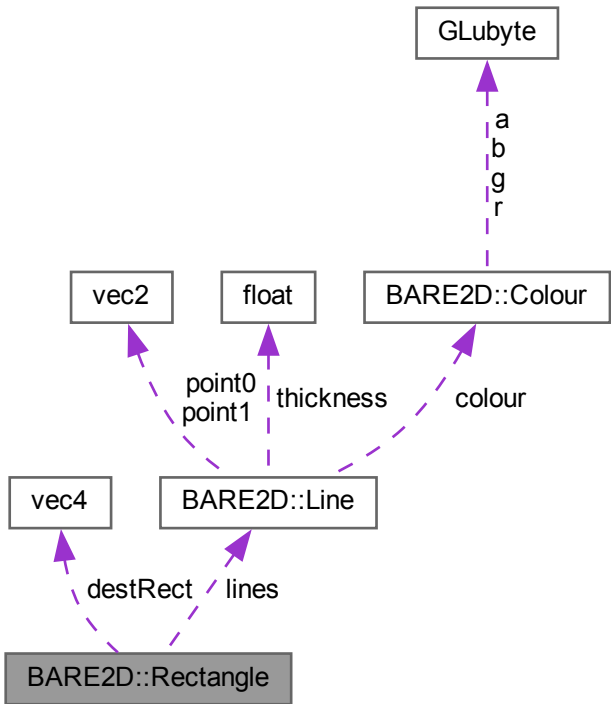 GLubyte
a
b
g
r
vec2
float
BARE2D::Colour
point0
point1
thickness
colour
vec4
BARE2D::Line
destRect
lines
BARE2D::Rectangle